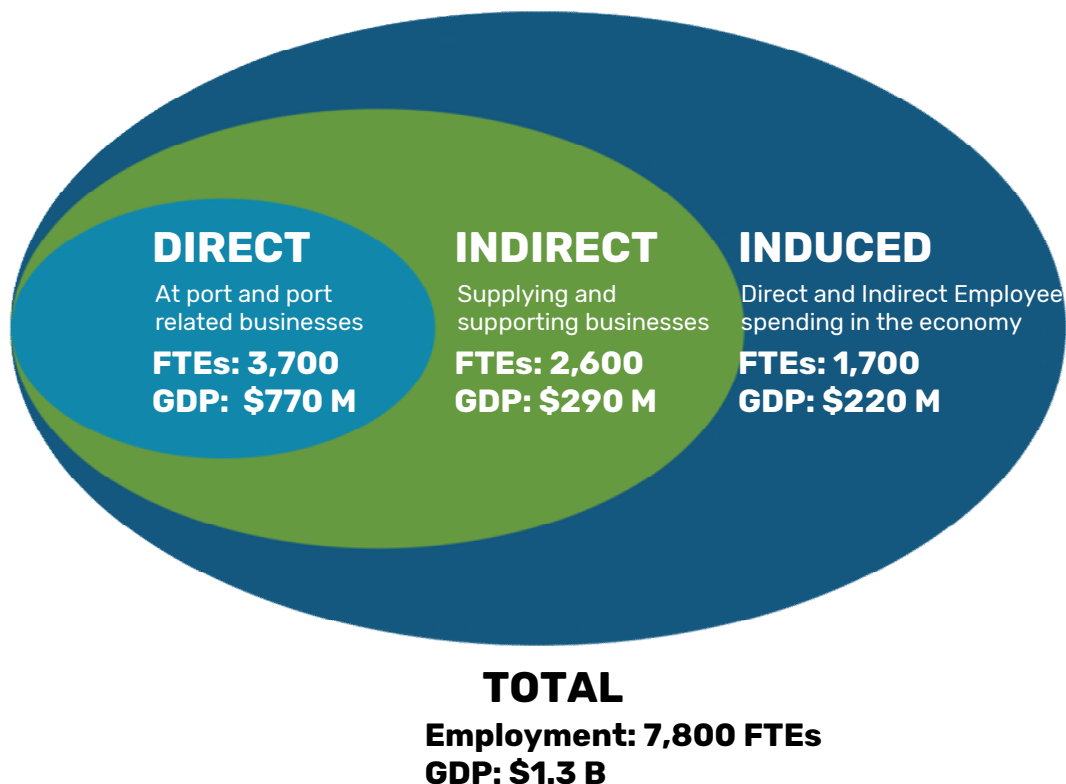 DIRECT
At port and port
related businesses
FTEs: 3,700
GDP: $770 M
INDIRECT
Supplying and
supporting businesses
FTEs: 2,600
GDP: $290 M
INDUCED
Direct and Indirect Employee
spending in the economy
FTEs: 1,700
GDP: $220 M
TOTAL
Employment: 7,800 FTEs
GDP: $1.3 B